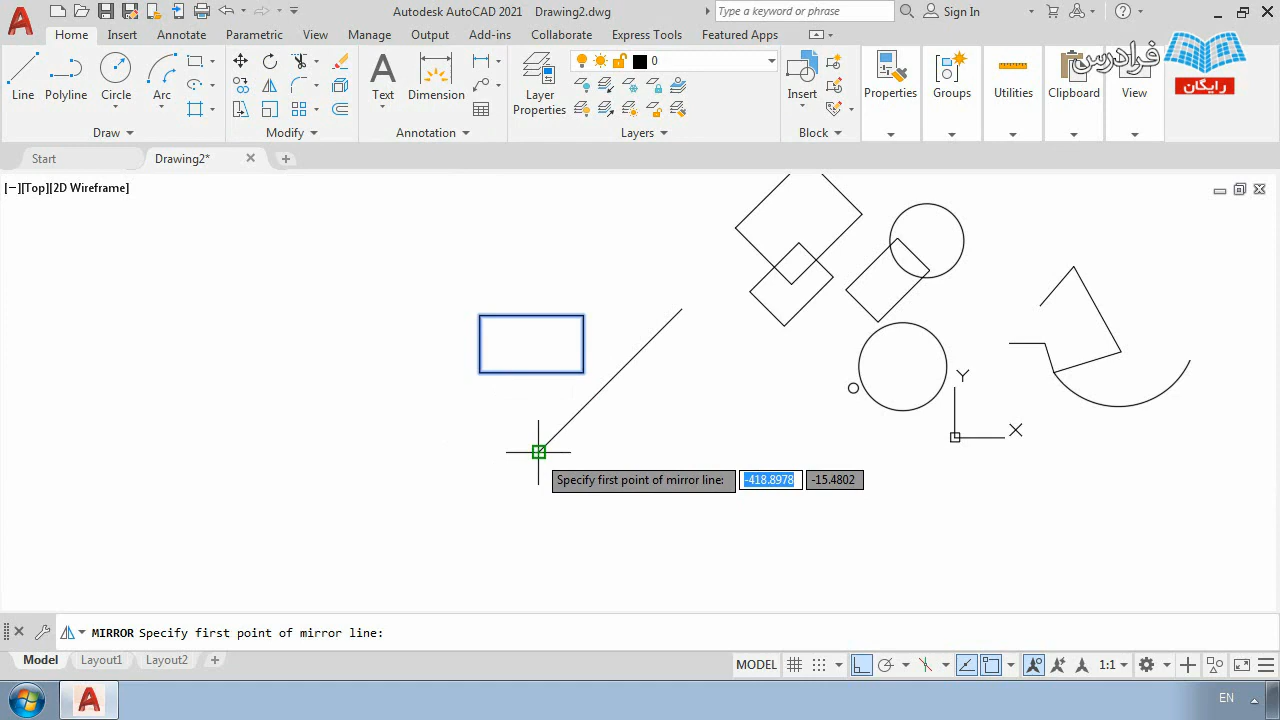 Autodesk AutoCAD 2021 Drawing2.dwg
Type a keyword or phrase
Sign In
Home Insert Annotate Parametric View Manage Output Add-ins Collaborate Express Tools Featured Apps
فرادرس
رایگان
0
Line Polyline Circle Arc
Text Dimension
Layer
Properties
Insert
Properties Groups Utilities Clipboard View
Draw Modify Annotation Layers Block
Start Drawing2*
[−][Top][2D Wireframe]
Y
X
Specify first point of mirror line: -418.8978 -15.4802
MIRROR Specify first point of mirror line:
Model Layout1 Layout2
MODEL 1:1
EN